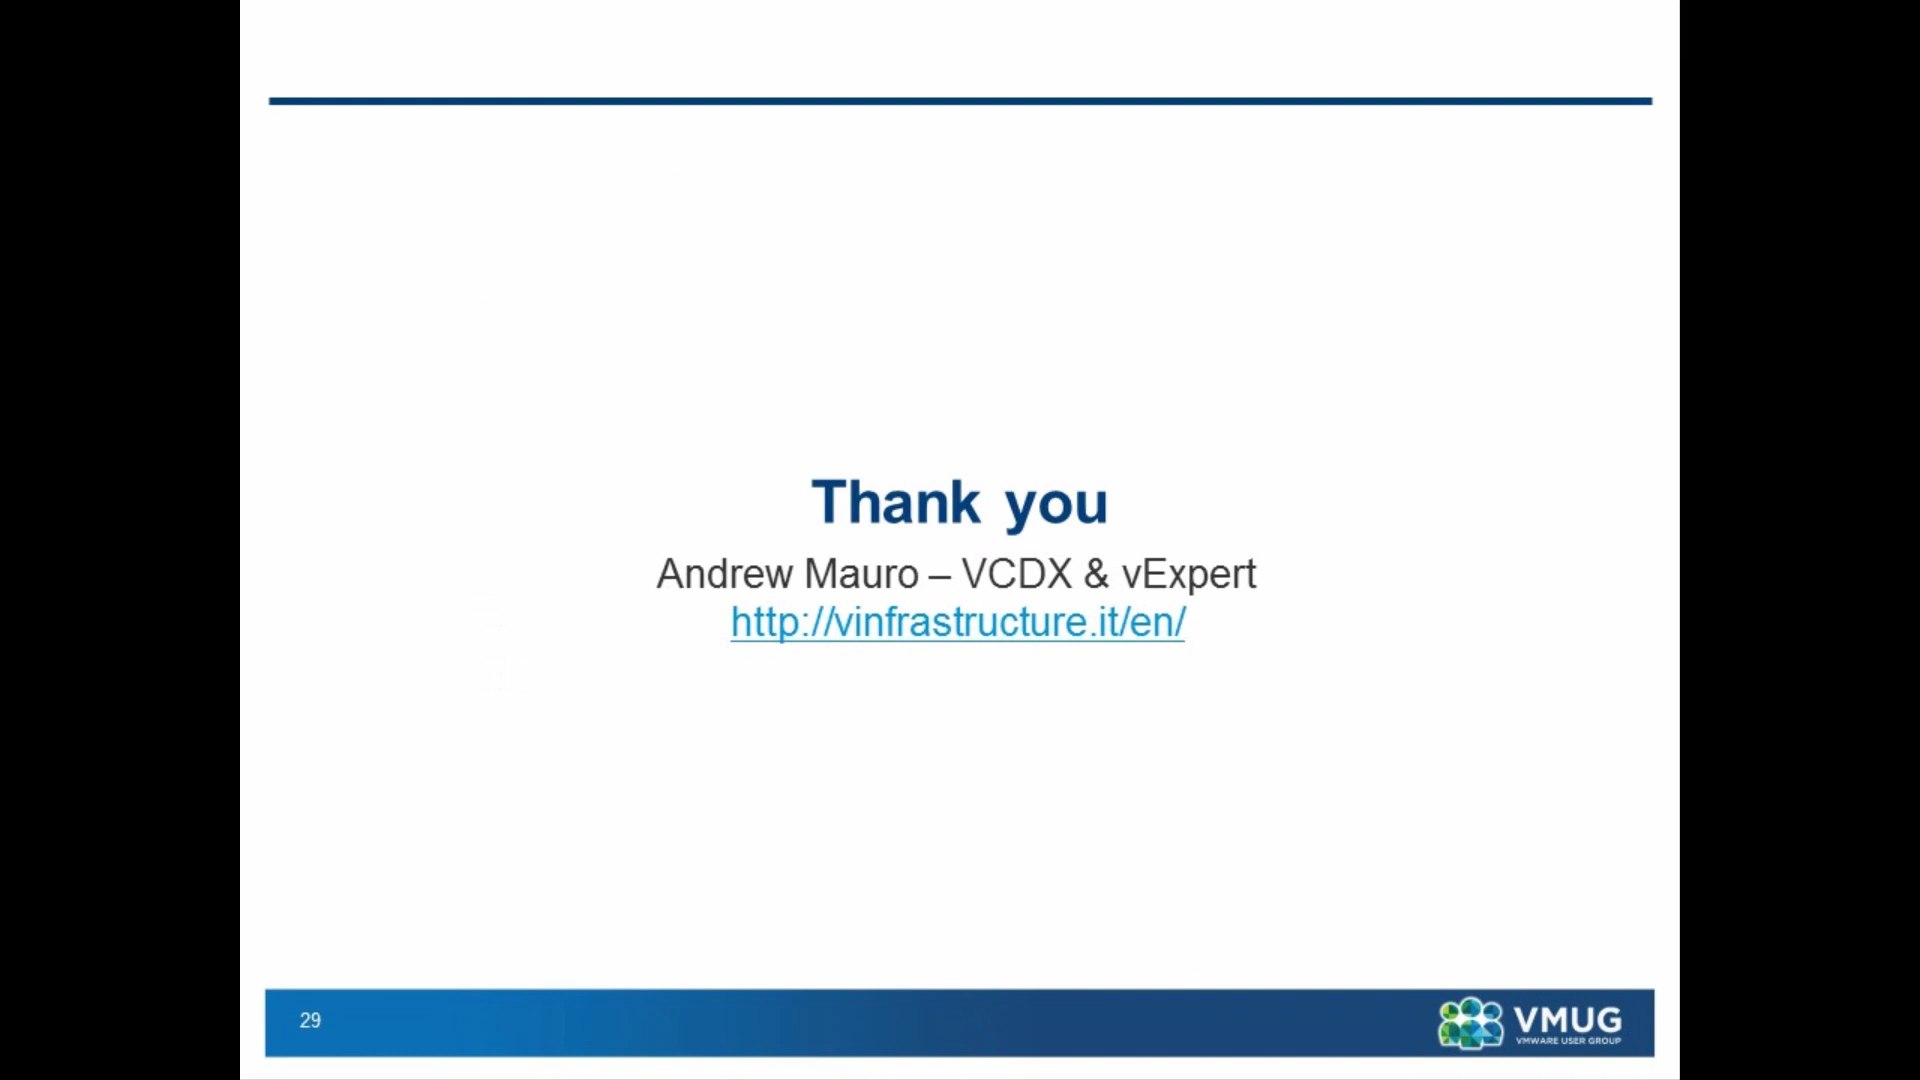 Thank you
Andrew Mauro – VCDX & vExpert
http://vinfrastructure.it/en/
29
VMUG
VMWARE USER GROUP